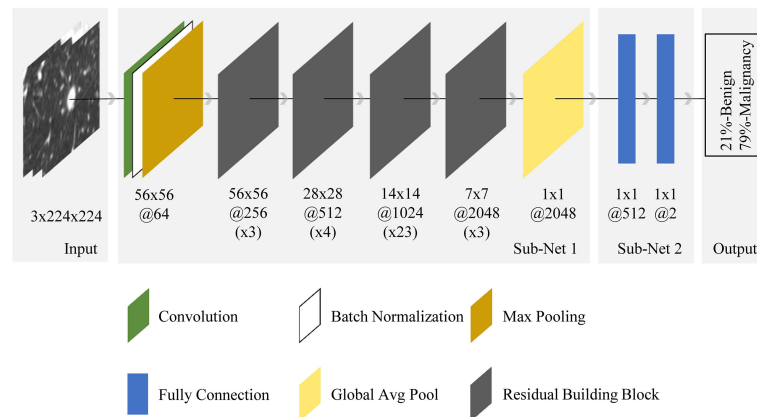 3x224x224
Input
56x56
@64
56x56
@256
(x3)
28x28
@512
(x4)
14x14
@1024
(x23)
7x7
@2048
(x3)
1x1
@2048
Sub-Net 1
1x1
@512
1x1
@2
Sub-Net 2
21%-Benign
79%-Malignancy
Output
Convolution
Batch Normalization
Max Pooling
Fully Connection
Global Avg Pool
Residual Building Block